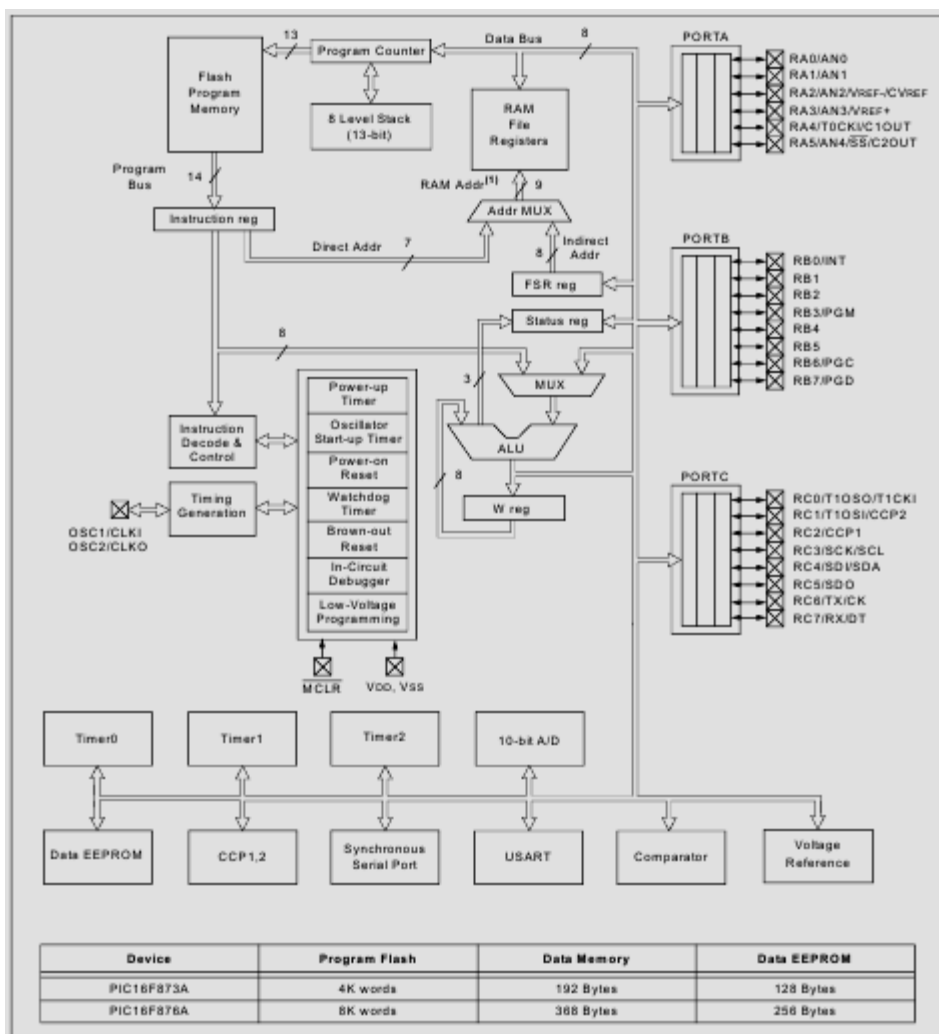 13
Program Counter
Data Bus
8
PORTA
RA0/AN0
RA1/AN1
RA2/AN2/VREF-/CVREF
RA3/AN3/VREF+
RA4/T0CKI/C1OUT
RA5/AN4/SS/C2OUT
Flash
Program
Memory
8 Level Stack
(13-bit)
RAM
File
Registers
Program
Bus
14
RAM Addr(1)
9
Instruction reg
Addr MUX
Direct Addr
7
8
Indirect
Addr
FSR reg
Status reg
PORTB
RB0/INT
RB1
RB2
RB3/PGM
RB4
RB5
RB6/PGC
RB7/PGD
8
3
MUX
ALU
8
W reg
Power-up
Timer
Oscillator
Start-up Timer
Power-on
Reset
Watchdog
Timer
Brown-out
Reset
In-Circuit
Debugger
Low-Voltage
Programming
Instruction
Decode &
Control
Timing
Generation
OSC1/CLKI
OSC2/CLKO
MCLR
VDD, VSS
PORTC
RC0/T1OSO/T1CKI
RC1/T1OSI/CCP2
RC2/CCP1
RC3/SCK/SCL
RC4/SDI/SDA
RC5/SDO
RC6/TX/CK
RC7/RX/DT
Timer0
Timer1
Timer2
10-bit A/D
Data EEPROM
CCP1,2
Synchronous
Serial Port
USART
Comparator
Voltage
Reference
Device Program Flash Data Memory Data EEPROM
PIC16F873A 4K words 192 Bytes 128 Bytes
PIC16F876A 8K words 368 Bytes 256 Bytes